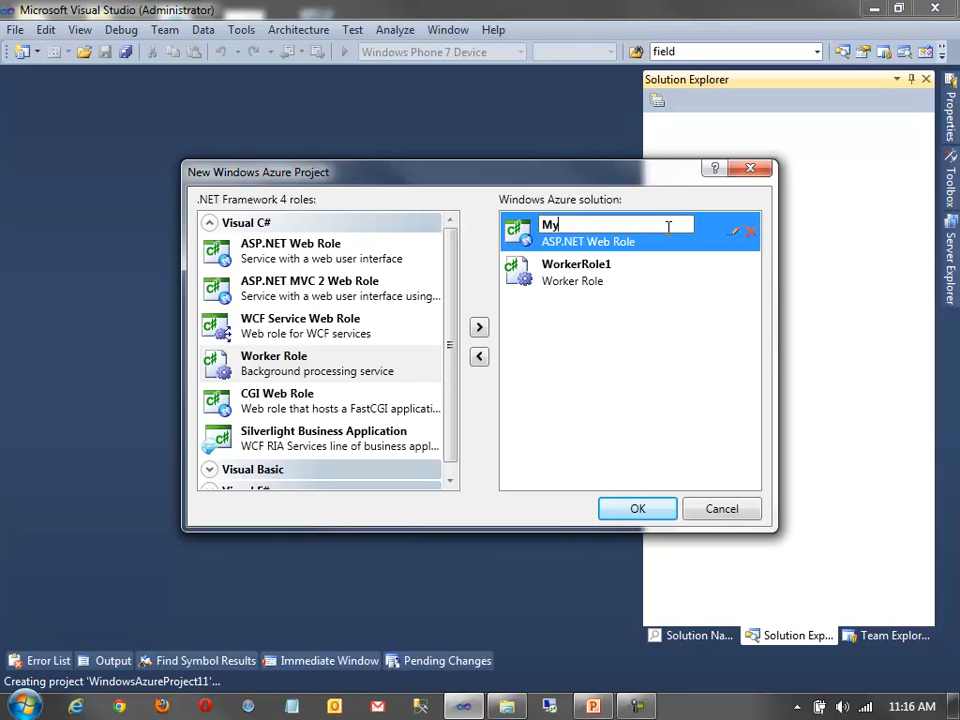 Microsoft Visual Studio (Administrator)
File Edit View Debug Team Data Tools Architecture Test Analyze Window Help
Windows Phone 7 Device field
Solution Explorer
Properties
Toolbox
Server Explorer
New Windows Azure Project
.NET Framework 4 roles:
Windows Azure solution:
Visual C#
ASP.NET Web Role
Service with a web user interface
ASP.NET MVC 2 Web Role
Service with a web user interface using...
WCF Service Web Role
Web role for WCF services
Worker Role
Background processing service
CGI Web Role
Web role that hosts a FastCGI applicati...
Silverlight Business Application
WCF RIA Services line of business appl...
Visual Basic
My
ASP.NET Web Role
WorkerRole1
Worker Role
OK Cancel
Solution Na... Solution Exp... Team Explor...
Error List Output Find Symbol Results Immediate Window Pending Changes
Creating project 'WindowsAzureProject11'...
11:16 AM